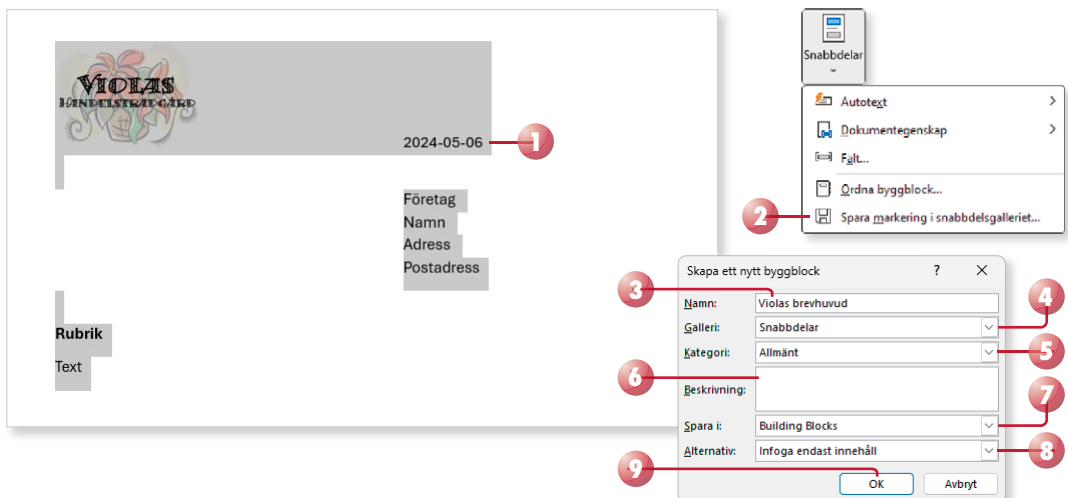 VIOLAS
HANDELSTRÄDGÅRD
2024-05-06
1
Företag
Namn
Adress
Postadress
Rubrik
Text
Snabbdelar
Autotext
Dokumentegenskap
Fält...
Ordna byggblock...
2
Spara markering i snabbdelsgalleriet...
Skapa ett nytt byggblock ?
3
Namn: Violas brevhuvud
4
Galleri: Snabbdelar
Kategori: Allmänt
5
6
Beskrivning:
7
Spara i: Building Blocks
Alternativ: Infoga endast innehåll
8
9
OK Avbryt